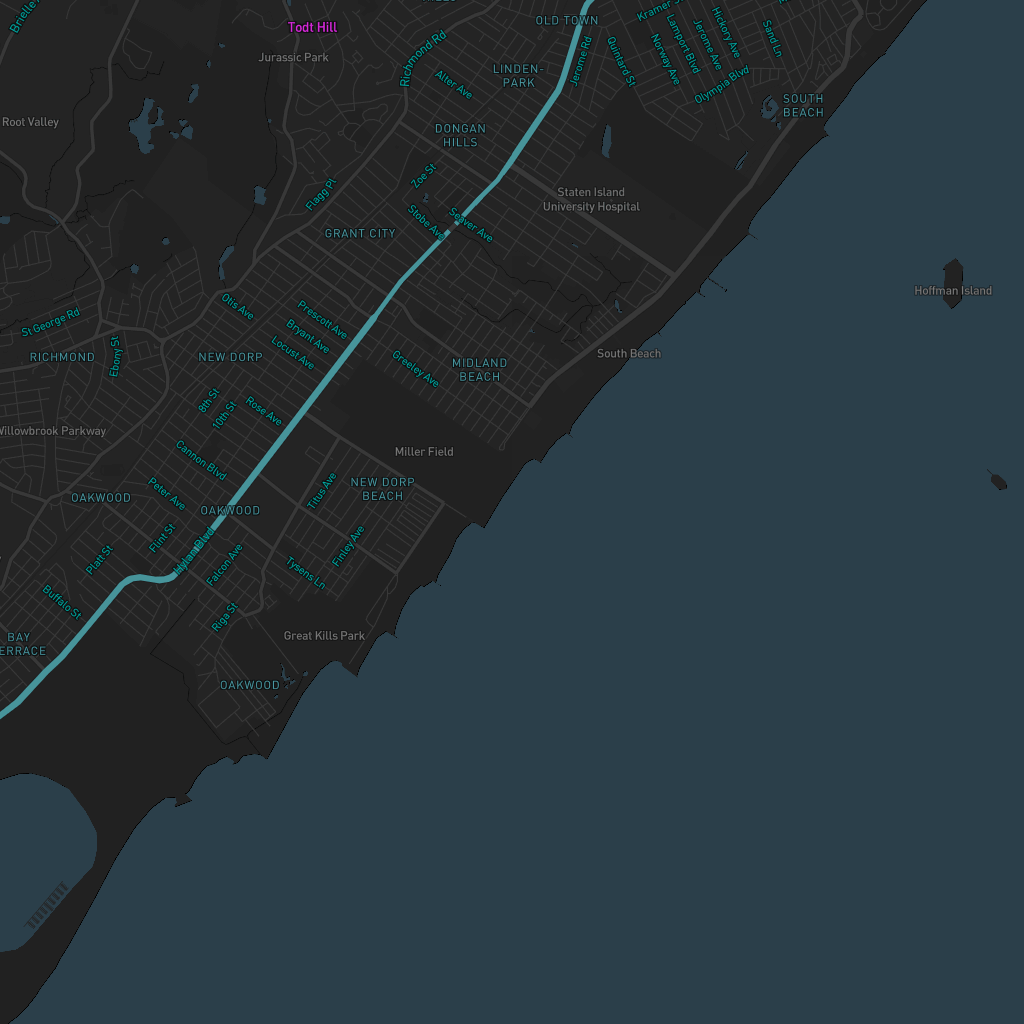 Brielle
HILLS
OLD TOWN
Kramer St
Todt Hill
Richmond Rd
Jurassic Park
Jerome Rd
Quintard St
Norway Ave
Lamport Blvd
Jerome Ave
Hickory Ave
Sand Ln
LINDEN-
PARK
Alter Ave
Olympia Blvd
SOUTH
BEACH
Root Valley
DONGAN
HILLS
Zoe St
Flagg Pl
Staten Island
University Hospital
Stobe Ave
Seaver Ave
GRANT CITY
Hoffman Island
Otis Ave
Prescott Ave
St George Rd
Bryant Ave
Locust Ave
Ebony St
RICHMOND
NEW DORP
Greeley Ave
MIDLAND
BEACH
South Beach
8th St
10th St
Rose Ave
Willowbrook Parkway
Cannon Blvd
Miller Field
Peter Ave
Titus Ave
NEW DORP
BEACH
OAKWOOD
OAKWOOD
Flint St
Hylan Blvd
Platt St
Falcon Ave
Finley Ave
Tysens Ln
Buffalo St
Riga St
BAY
TERRACE
Great Kills Park
OAKWOOD